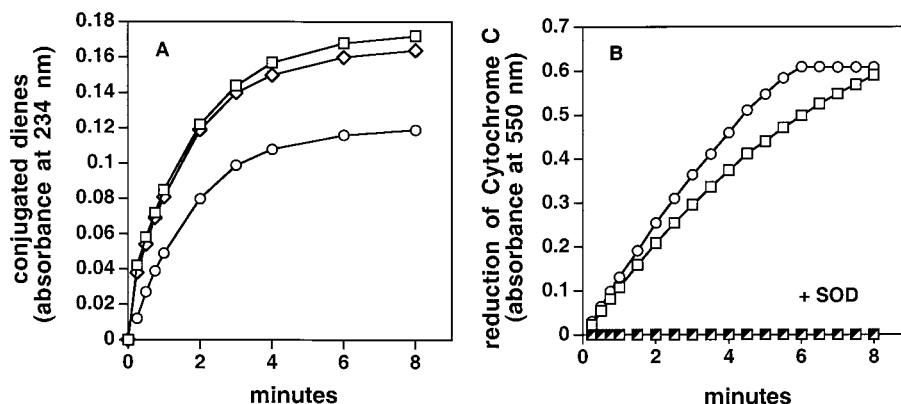 A
conjugated dienes
(absorbance at 234 nm)
0.18
0.16
0.14
0.12
0.1
0.08
0.06
0.04
0.02
0
0 2 4 6 8
minutes
B
reduction of Cytochrome C
(absorbance at 550 nm)
0.7
0.6
0.5
0.4
0.3
0.2
0.1
0
+ SOD
0 2 4 6 8
minutes